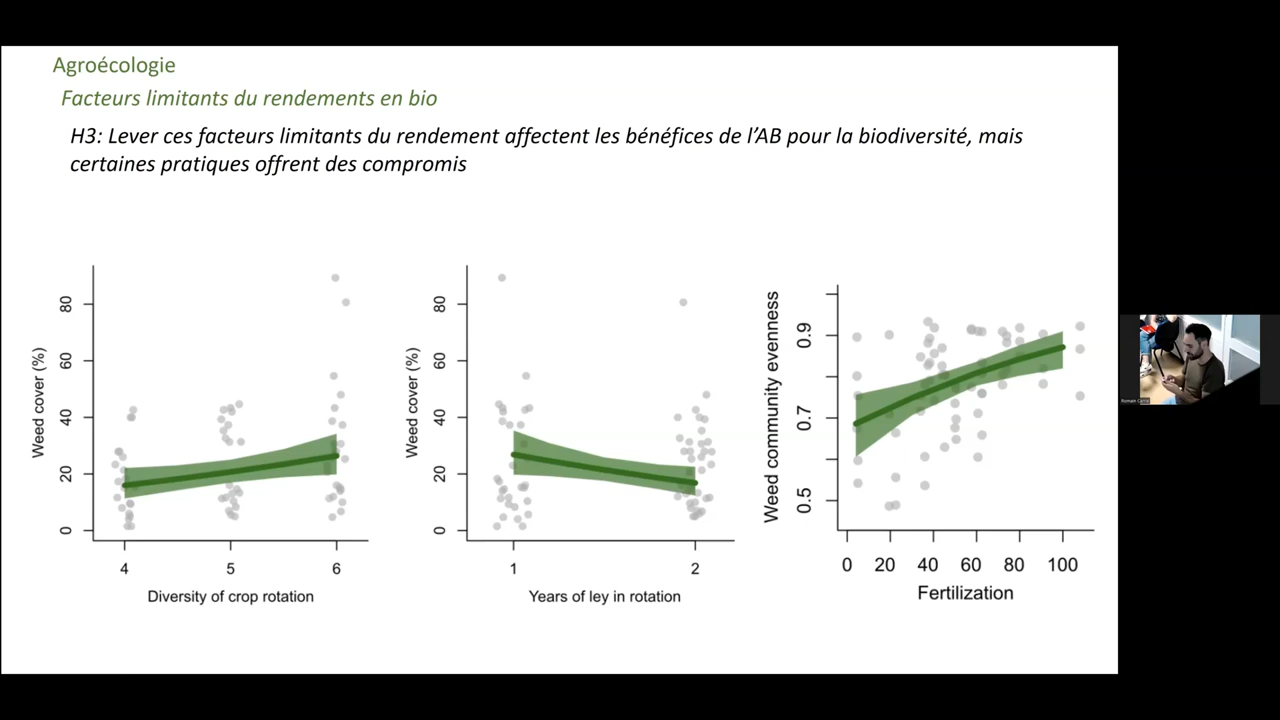 Agroécologie
Facteurs limitants du rendements en bio
H3: Lever ces facteurs limitants du rendement affectent les bénéfices de l'AB pour la biodiversité, mais
certaines pratiques offrent des compromis
Weed cover (%)
0
20
40
60
80
4
5
6
Diversity of crop rotation
Weed cover (%)
0
20
40
60
80
1
2
Years of ley in rotation
Weed community evenness
0.5
0.7
0.9
0
20
40
60
80
100
Fertilization